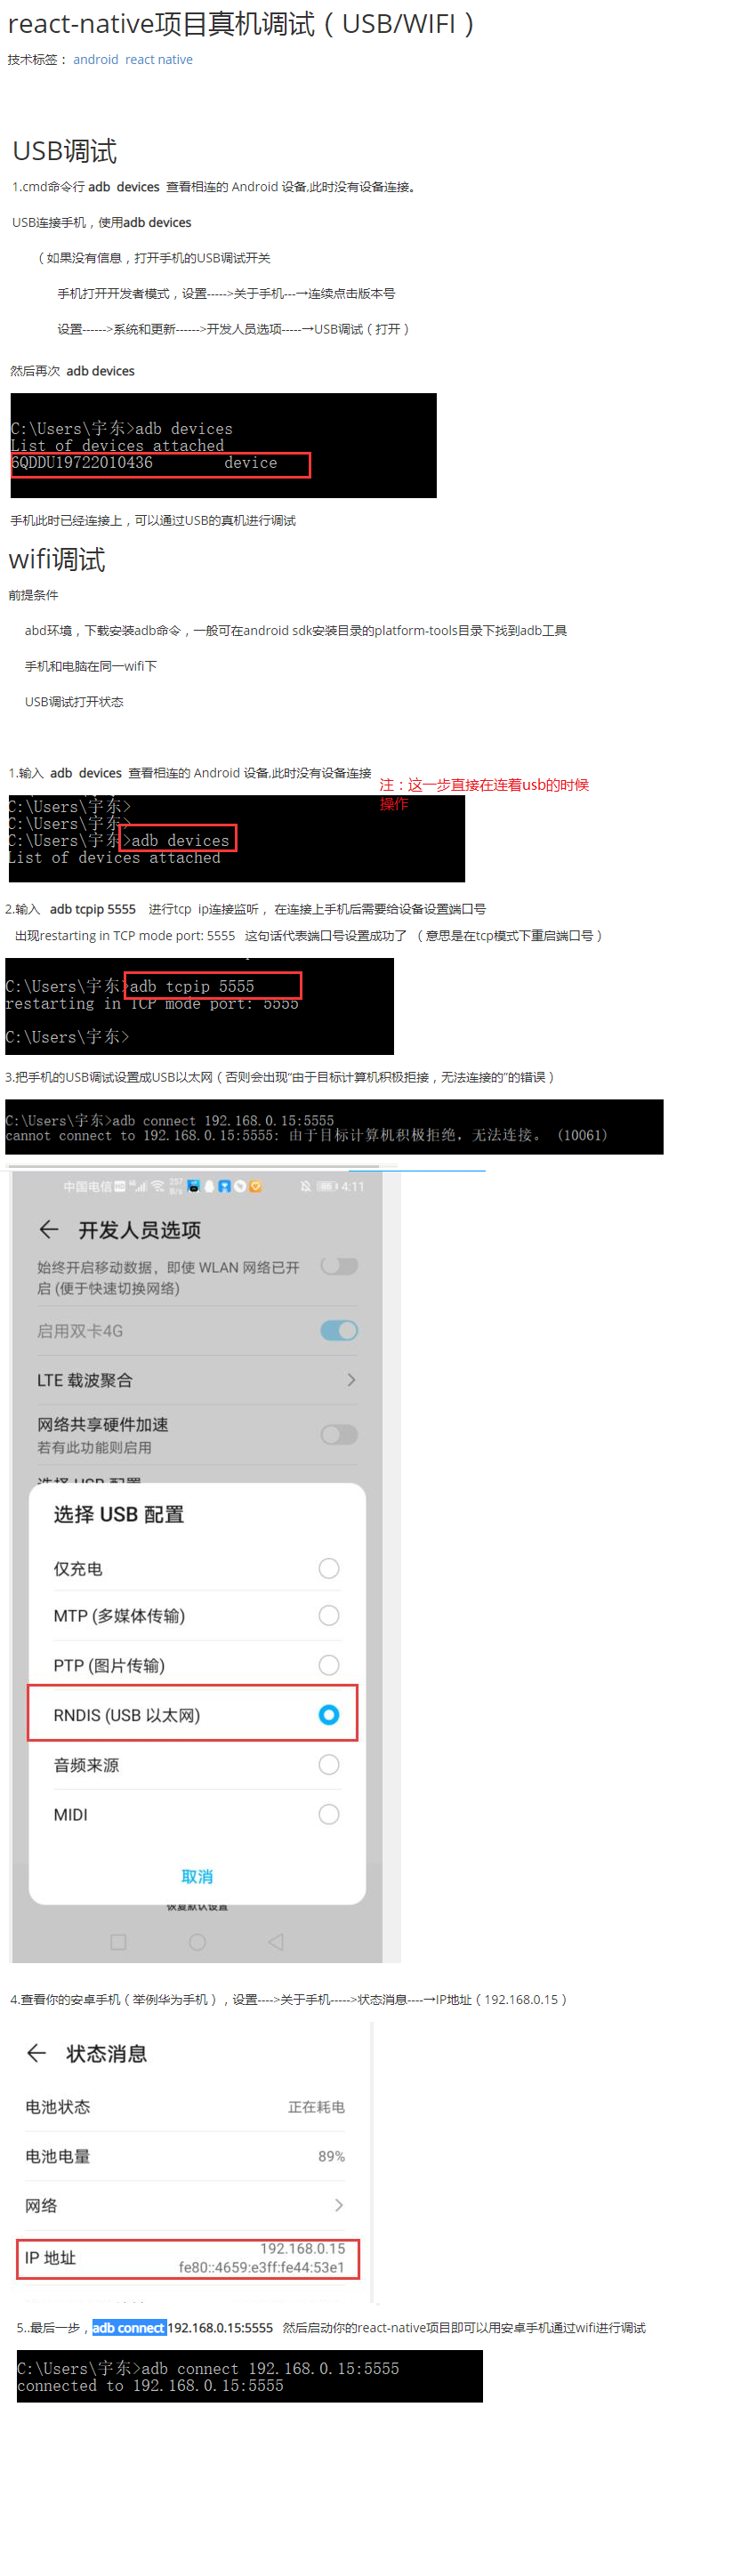 react-native项目真机调试（USB/WIFI）
技术标签： android react native
USB调试
1.cmd命令行 adb devices 查看相连的 Android 设备,此时没有设备连接。
USB连接手机，使用adb devices
（如果没有信息，打开手机的USB调试开关
手机打开开发者模式，设置----->关于手机---→连续点击版本号
设置------>系统和更新------>开发人员选项-----→USB调试（打开）
然后再次 adb devices
C:\Users\宇东>adb devices
List of devices attached
6QDDU19722010436 device
手机此时已经连接上，可以通过USB的真机进行调试
wifi调试
前提条件
abd环境，下载安装adb命令，一般可在android sdk安装目录的platform-tools目录下找到adb工具
手机和电脑在同一wifi下
USB调试打开状态
1.输入 adb devices 查看相连的 Android 设备,此时没有设备连接
注：这一步直接在连着usb的时候
操作
C:\Users\宇东>
C:\Users\宇东>
C:\Users\宇东>adb devices
List of devices attached
2.输入 adb tcpip 5555 进行tcp ip连接监听， 在连接上手机后需要给设备设置端口号
出现restarting in TCP mode port: 5555 这句话代表端口号设置成功了 （意思是在tcp模式下重启端口号）
C:\Users\宇东>adb tcpip 5555
restarting in TCP mode port: 5555
C:\Users\宇东>
3.把手机的USB调试设置成USB以太网（否则会出现“由于目标计算机积极拒接，无法连接的”的错误）
C:\Users\宇东>adb connect 192.168.0.15:5555
cannot connect to 192.168.0.15:5555: 由于目标计算机积极拒绝，无法连接。 (10061)
中国电信 4:11
开发人员选项
始终开启移动数据，即使 WLAN 网络已开
启 (便于快速切换网络)
启用双卡4G
LTE 载波聚合
网络共享硬件加速
若有此功能则启用
选择 USB 配置
选择 USB 配置
仅充电
MTP (多媒体传输)
PTP (图片传输)
RNDIS (USB 以太网)
音频来源
MIDI
取消
恢复默认设置
4.查看你的安卓手机（举例华为手机），设置---->关于手机----->状态消息----→IP地址（192.168.0.15）
状态消息
电池状态 正在耗电
电池电量 89%
网络
IP 地址 192.168.0.15
fe80::4659:e3ff:fe44:53e1
5..最后一步，adb connect 192.168.0.15:5555 然后启动你的react-native项目即可以用安卓手机通过wifi进行调试
C:\Users\宇东>adb connect 192.168.0.15:5555
connected to 192.168.0.15:5555